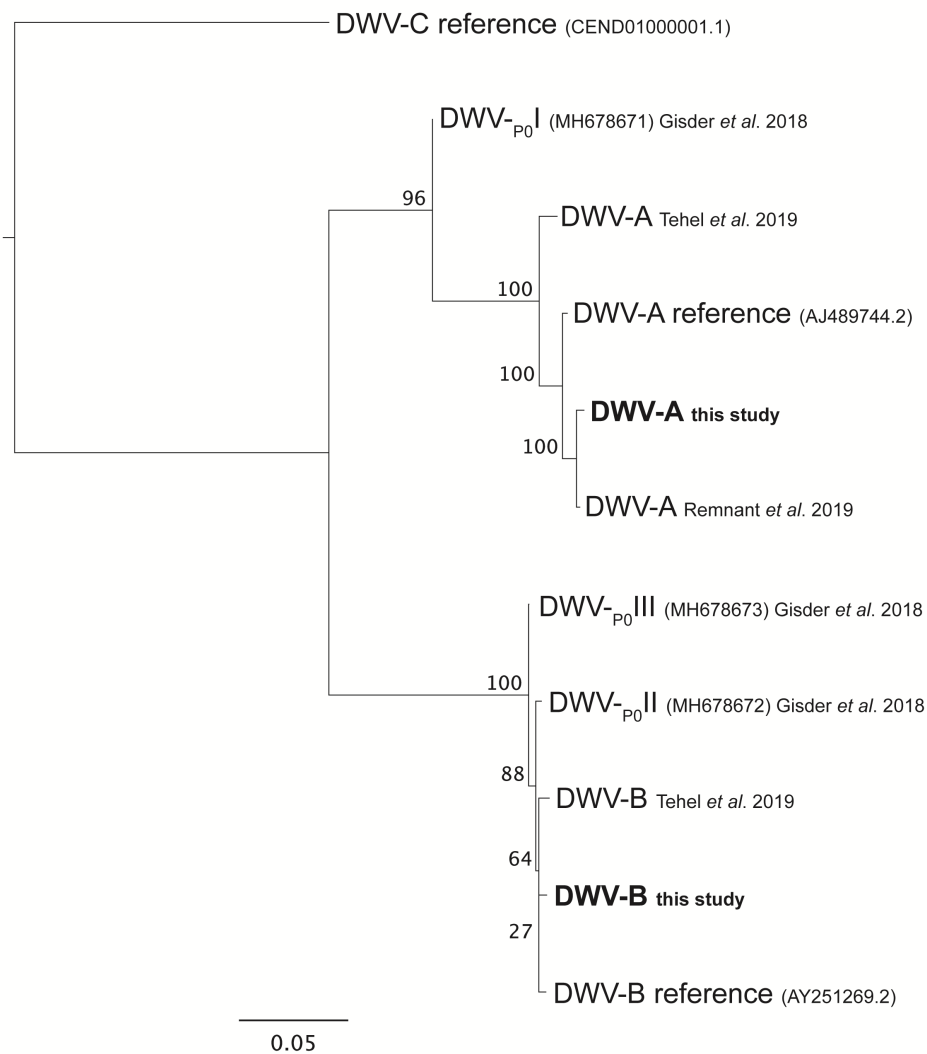 DWV-C reference (CEND01000001.1)
DWV-P0I (MH678671) Gisder et al. 2018
96
DWV-A Tehel et al. 2019
100
DWV-A reference (AJ489744.2)
100
DWV-A this study
100
DWV-A Remnant et al. 2019
DWV-P0III (MH678673) Gisder et al. 2018
100
DWV-P0II (MH678672) Gisder et al. 2018
88
DWV-B Tehel et al. 2019
64
DWV-B this study
27
DWV-B reference (AY251269.2)
0.05